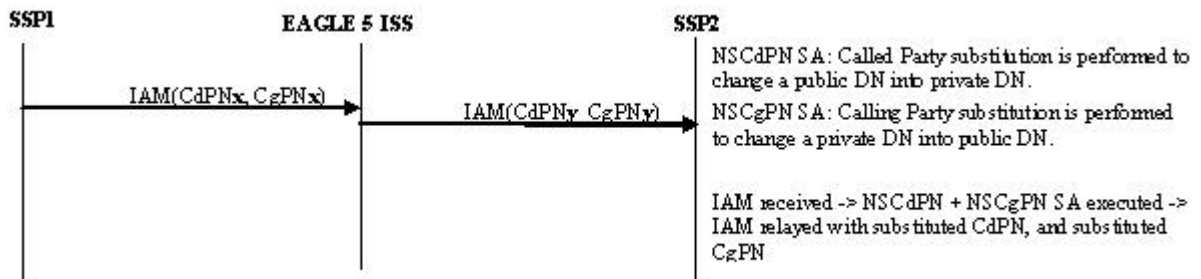 SSP1 EAGLE 5 ISS SSP2
NSCdPN SA: Called Party substitution is performed to
change a public DN into private DN.
IAM(CdPNx, CgPNx)
IAM(CdPNy CgPNy)
NSCgPN SA: Calling Party substitution is performed
to change a private DN into public DN.
IAM received -> NSCdPN + NSCgPN SA executed ->
IAM relayed with substituted CdPN, and substituted
CgPN